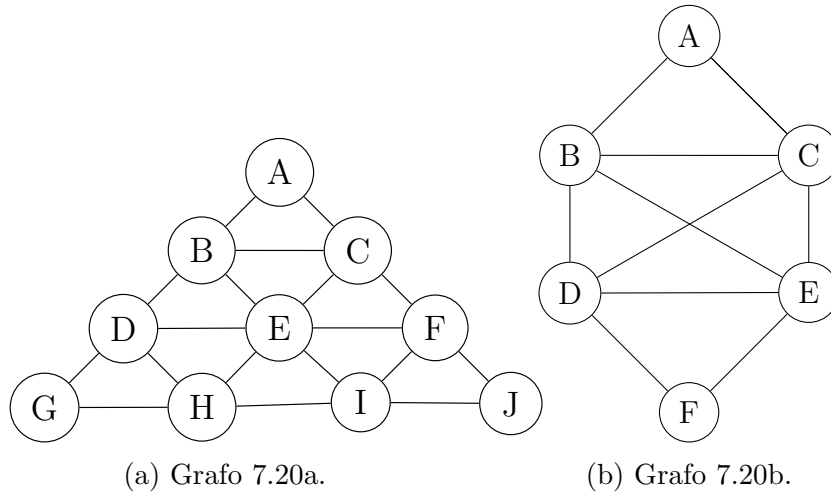 A
B C
D E F
G H I J
(a) Grafo 7.20a.
A
B C
D E
F
(b) Grafo 7.20b.